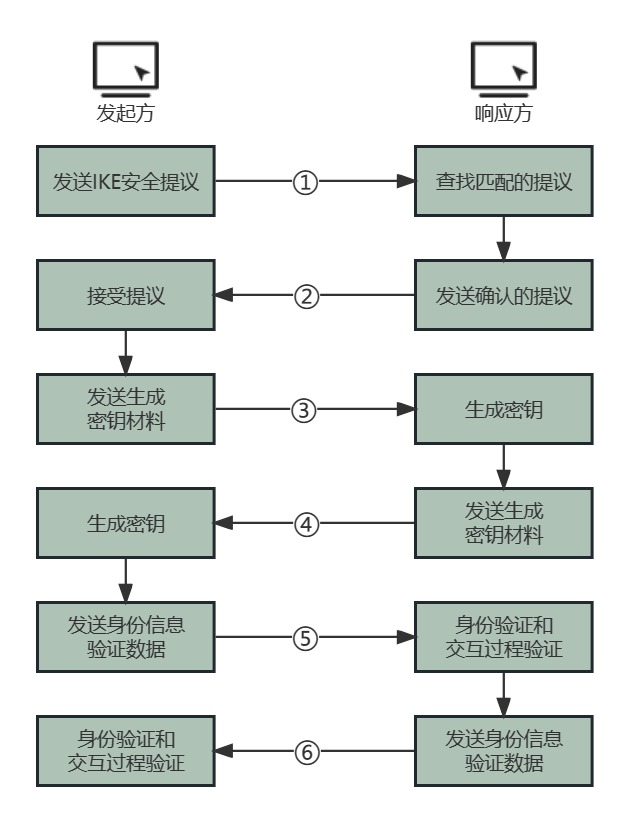 发起方
响应方
发送IKE安全提议
①
查找匹配的提议
接受提议
②
发送确认的提议
发送生成
密钥材料
③
生成密钥
生成密钥
④
发送生成
密钥材料
发送身份信息
验证数据
⑤
身份验证和
交互过程验证
身份验证和
交互过程验证
⑥
发送身份信息
验证数据